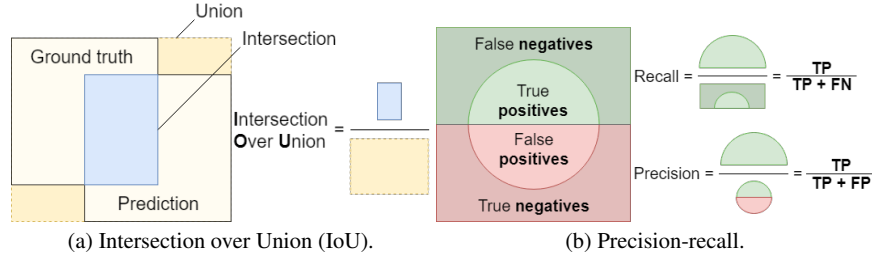 Union
Intersection
Ground truth
Prediction
Intersection
Over Union
=
(a) Intersection over Union (IoU).
False negatives
True
positives
False
positives
True negatives
Recall = = TP
TP + FN
Precision = = TP
TP + FP
(b) Precision-recall.